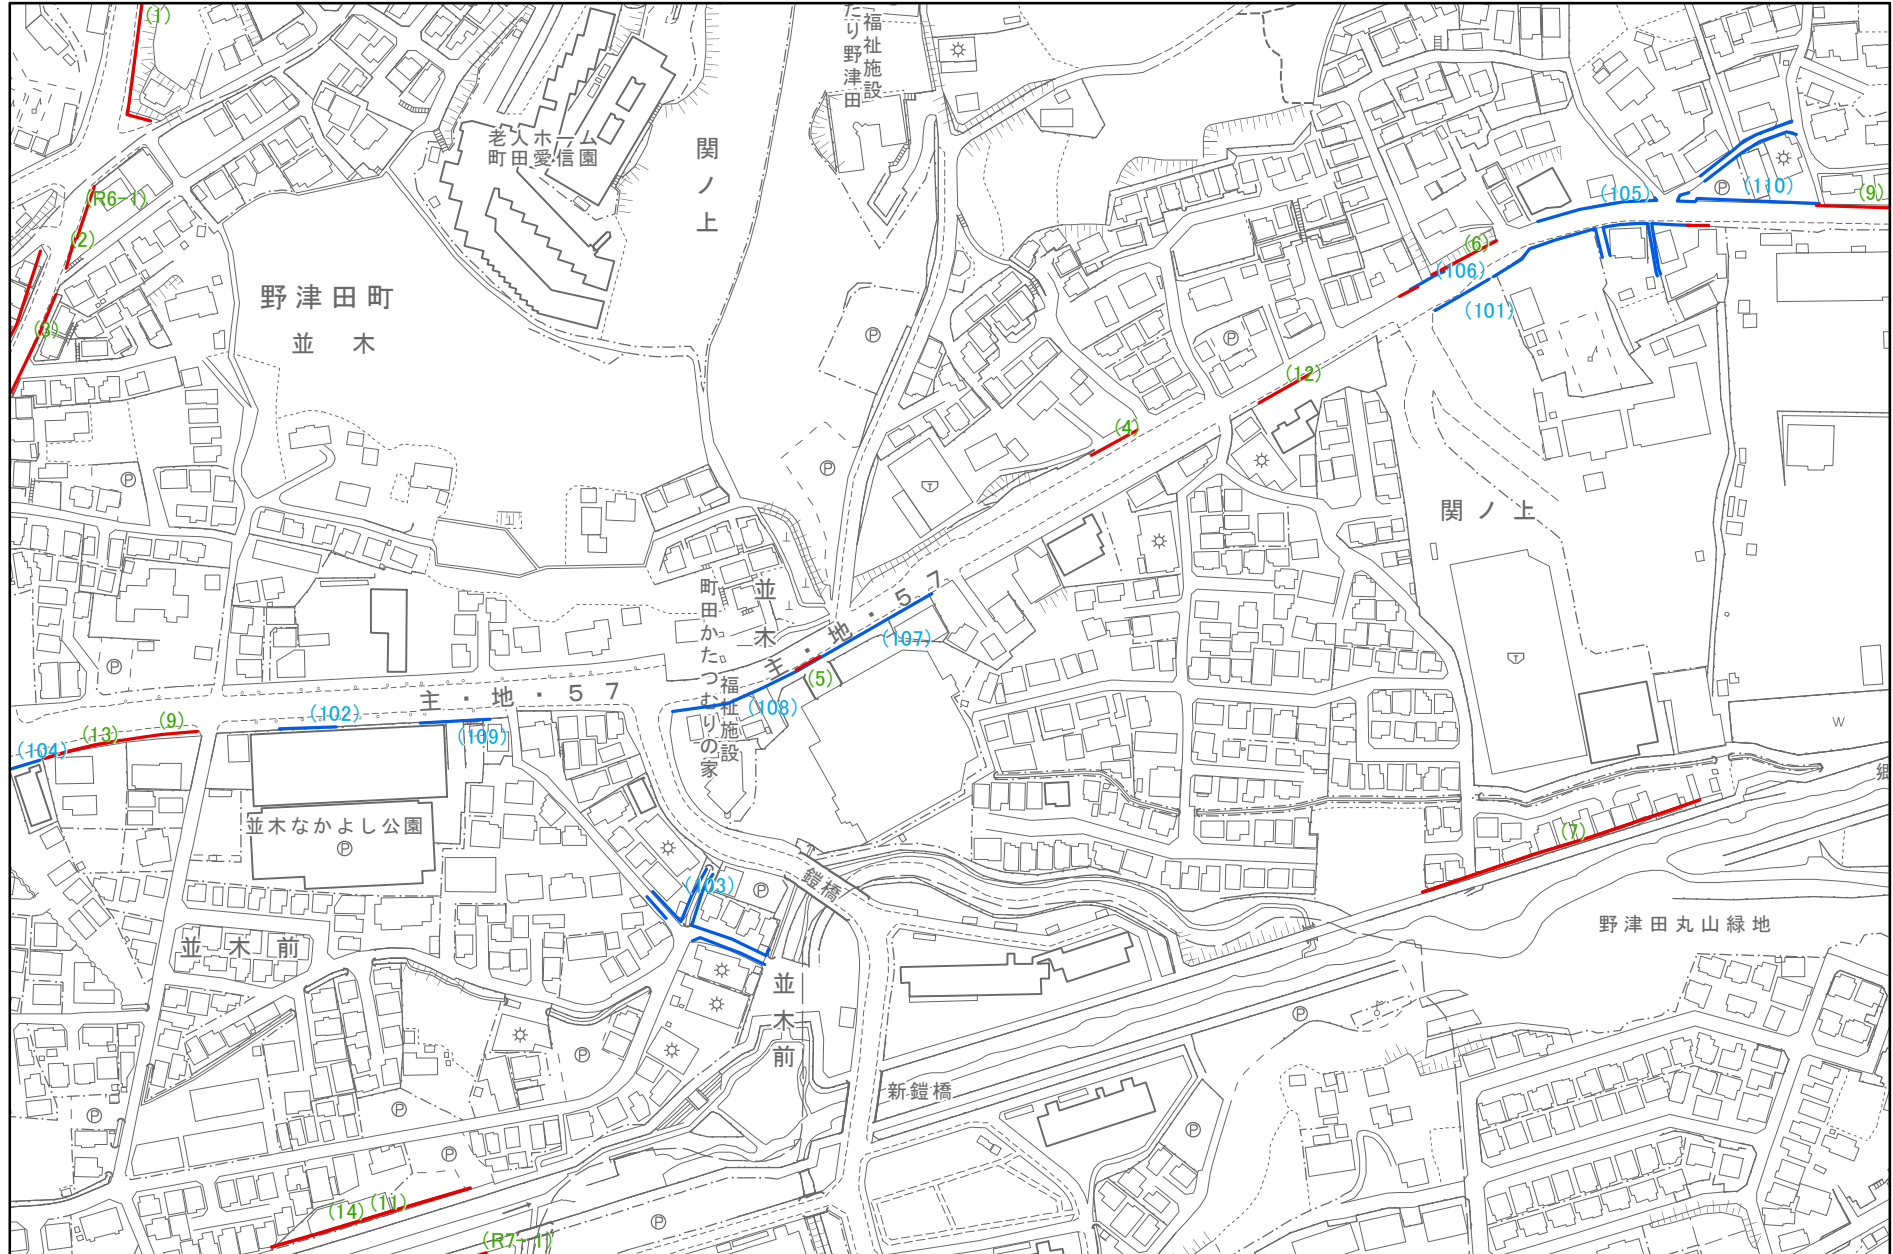 (1)
福祉施設
たり野津田
老人ホーム
町田愛信園
関ノ上
(R6-1)
(2)
(3)
野津田町
並木
(105)
(110)
(9)
(6)
(106)
(101)
(12)
(4)
関ノ上
主・地・57
(107)
(5)
(108)
並木
町田かたつむりの家
福祉施設
主・地・57
(102)
(109)
(9)
(13)
(104)
並木なかよし公園
(103)
鎧橋
(7)
W
郷
野津田丸山緑地
並木前
並木前
新鎧橋
(11)
(14)
(R7-1)
P